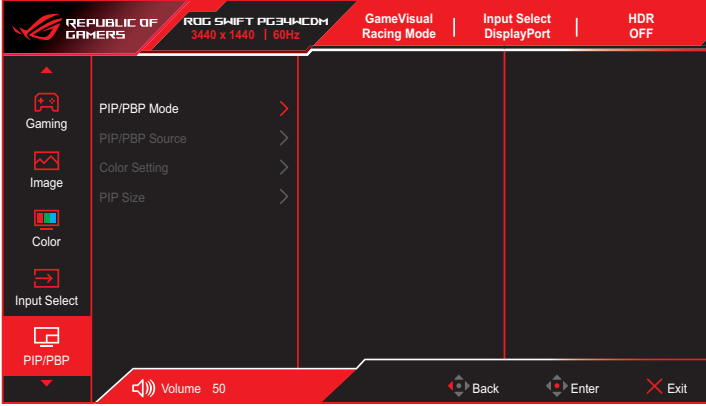 REPUBLIC OF
GAMERS
ROG SWIFT PG34WCDM
3440 x 1440 | 60Hz
GameVisual
Racing Mode
Input Select
DisplayPort
HDR
OFF
Gaming
Image
Color
Input Select
PIP/PBP
PIP/PBP Mode
PIP/PBP Source
Color Setting
PIP Size
Volume 50
Back
Enter
Exit